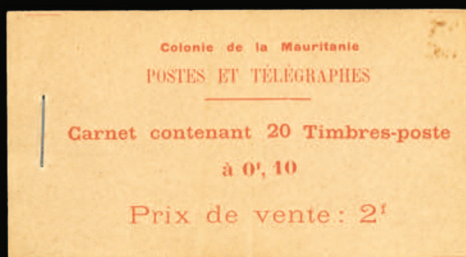 Colonie de la Mauritanie
POSTES ET TÉLÉGRAPHES
Carnet contenant 20 Timbres-poste
à 0ᶠ, 10
Prix de vente : 2ᶠ